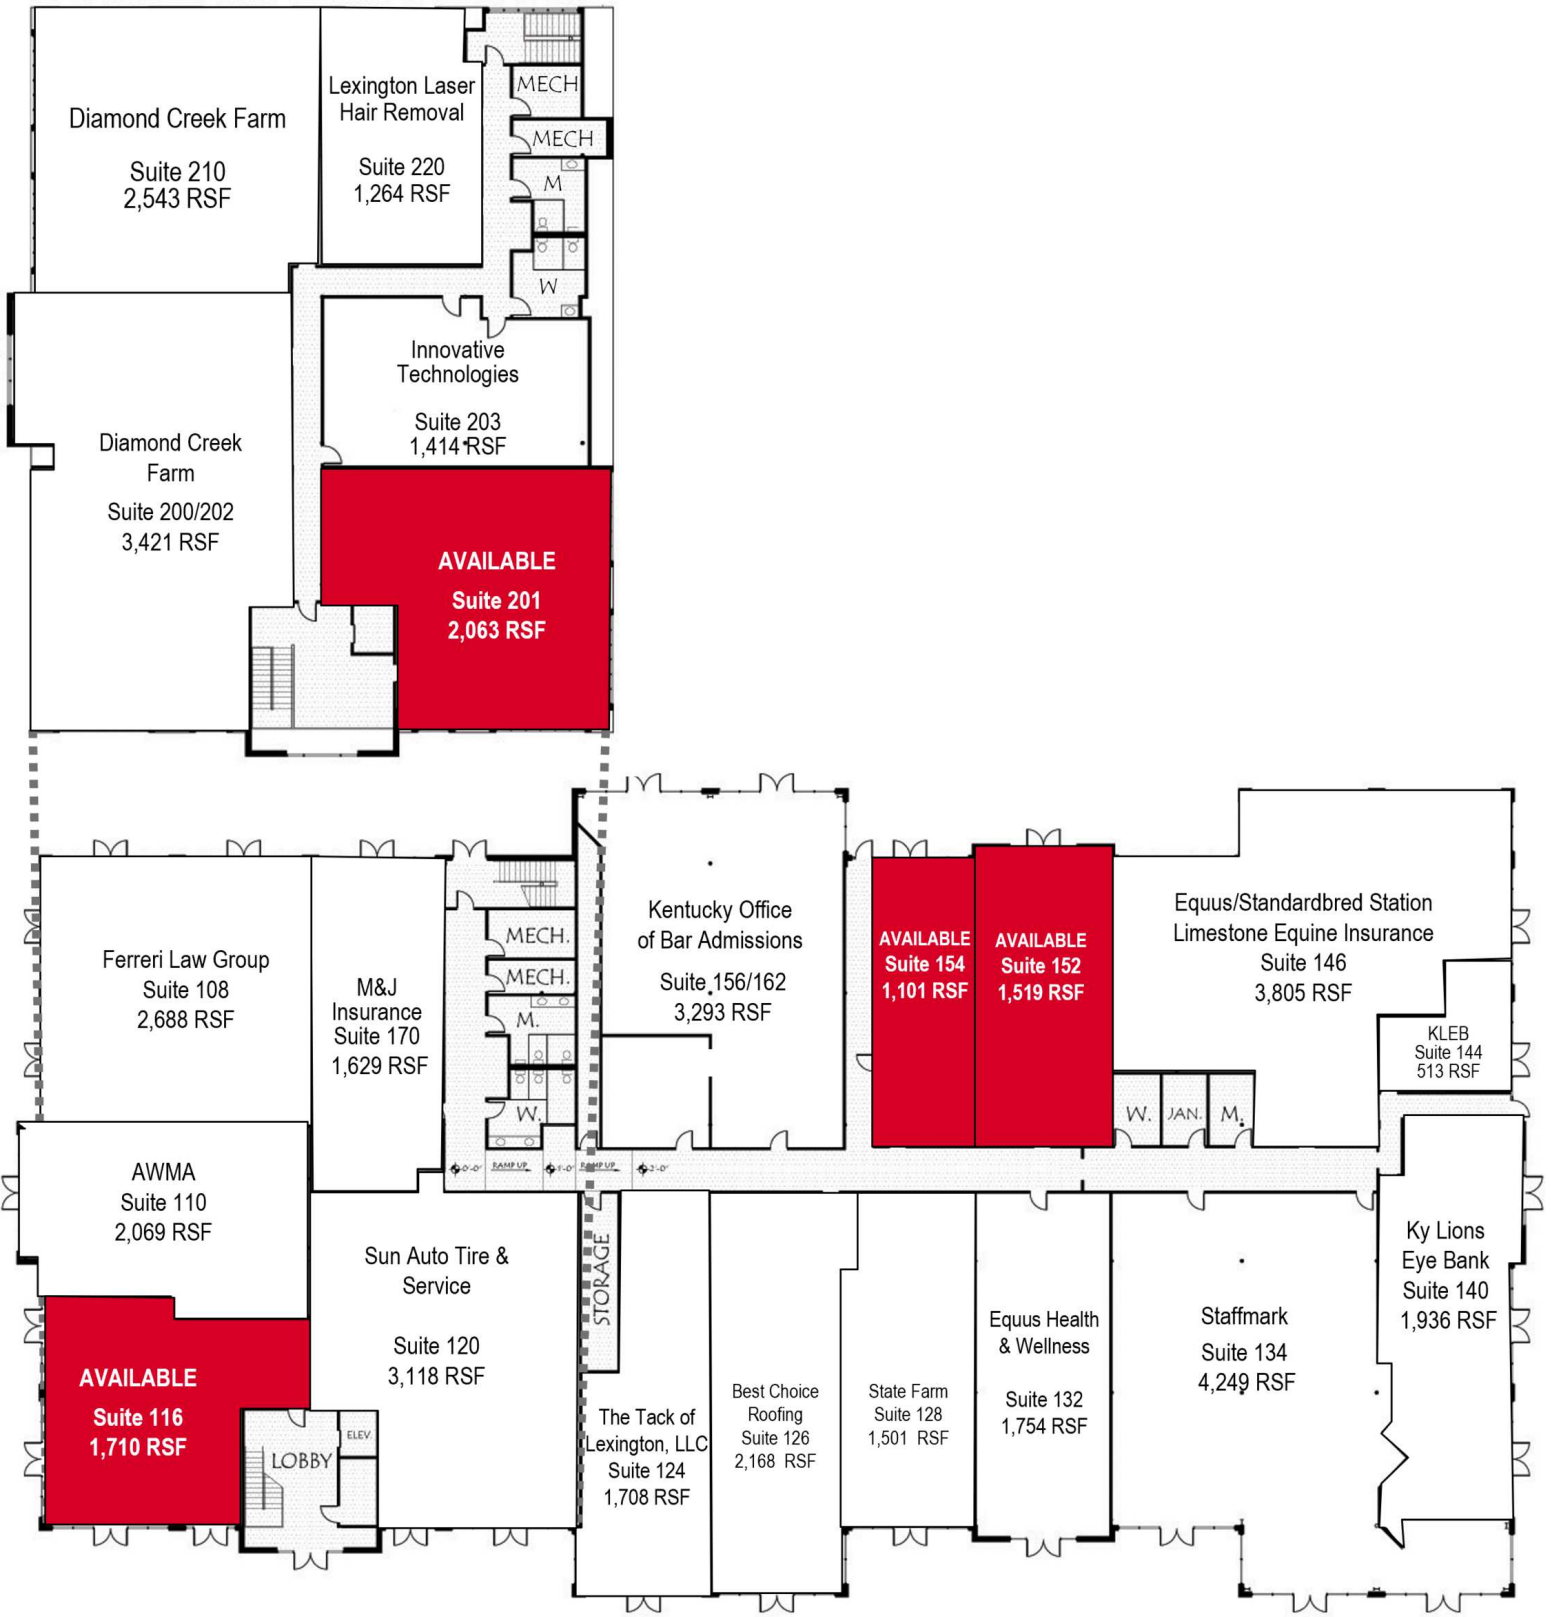 Diamond Creek Farm
Suite 210
2,543 RSF
Lexington Laser
Hair Removal
Suite 220
1,264 RSF
MECH
MECH
M
W
Innovative
Technologies
Suite 203
1,414 RSF
Diamond Creek
Farm
Suite 200/202
3,421 RSF
AVAILABLE
Suite 201
2,063 RSF
Ferreri Law Group
Suite 108
2,688 RSF
M&J
Insurance
Suite 170
1,629 RSF
MECH.
MECH.
M.
W.
Kentucky Office
of Bar Admissions
Suite 156/162
3,293 RSF
AVAILABLE
Suite 154
1,101 RSF
AVAILABLE
Suite 152
1,519 RSF
Equus/Standardbred Station
Limestone Equine Insurance
Suite 146
3,805 RSF
KLEB
Suite 144
513 RSF
W.
JAN.
M.
0'-0"
RAMP UP
1'-0"
RAMP UP
2'-0"
AWMA
Suite 110
2,069 RSF
Sun Auto Tire &
Service
Suite 120
3,118 RSF
STORAGE
AVAILABLE
Suite 116
1,710 RSF
LOBBY
ELEV.
The Tack of
Lexington, LLC
Suite 124
1,708 RSF
Best Choice
Roofing
Suite 126
2,168 RSF
State Farm
Suite 128
1,501 RSF
Equus Health
& Wellness
Suite 132
1,754 RSF
Staffmark
Suite 134
4,249 RSF
Ky Lions
Eye Bank
Suite 140
1,936 RSF